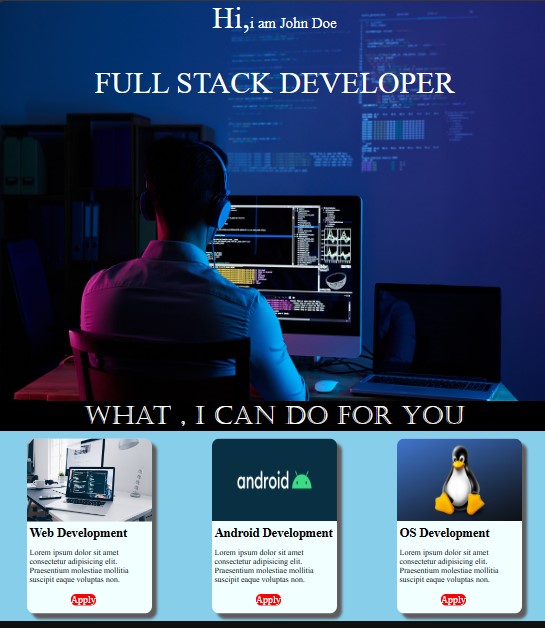 Hi,i am John Doe
FULL STACK DEVELOPER
WHAT , I CAN DO FOR YOU
android
Web Development
Lorem ipsum dolor sit amet
consectetur adipisicing elit.
Praesentium molestiae mollitia
suscipit eaque voluptas non.
Apply
Android Development
Lorem ipsum dolor sit amet
consectetur adipisicing elit.
Praesentium molestiae mollitia
suscipit eaque voluptas non.
Apply
OS Development
Lorem ipsum dolor sit amet
consectetur adipisicing elit.
Praesentium molestiae mollitia
suscipit eaque voluptas non.
Apply